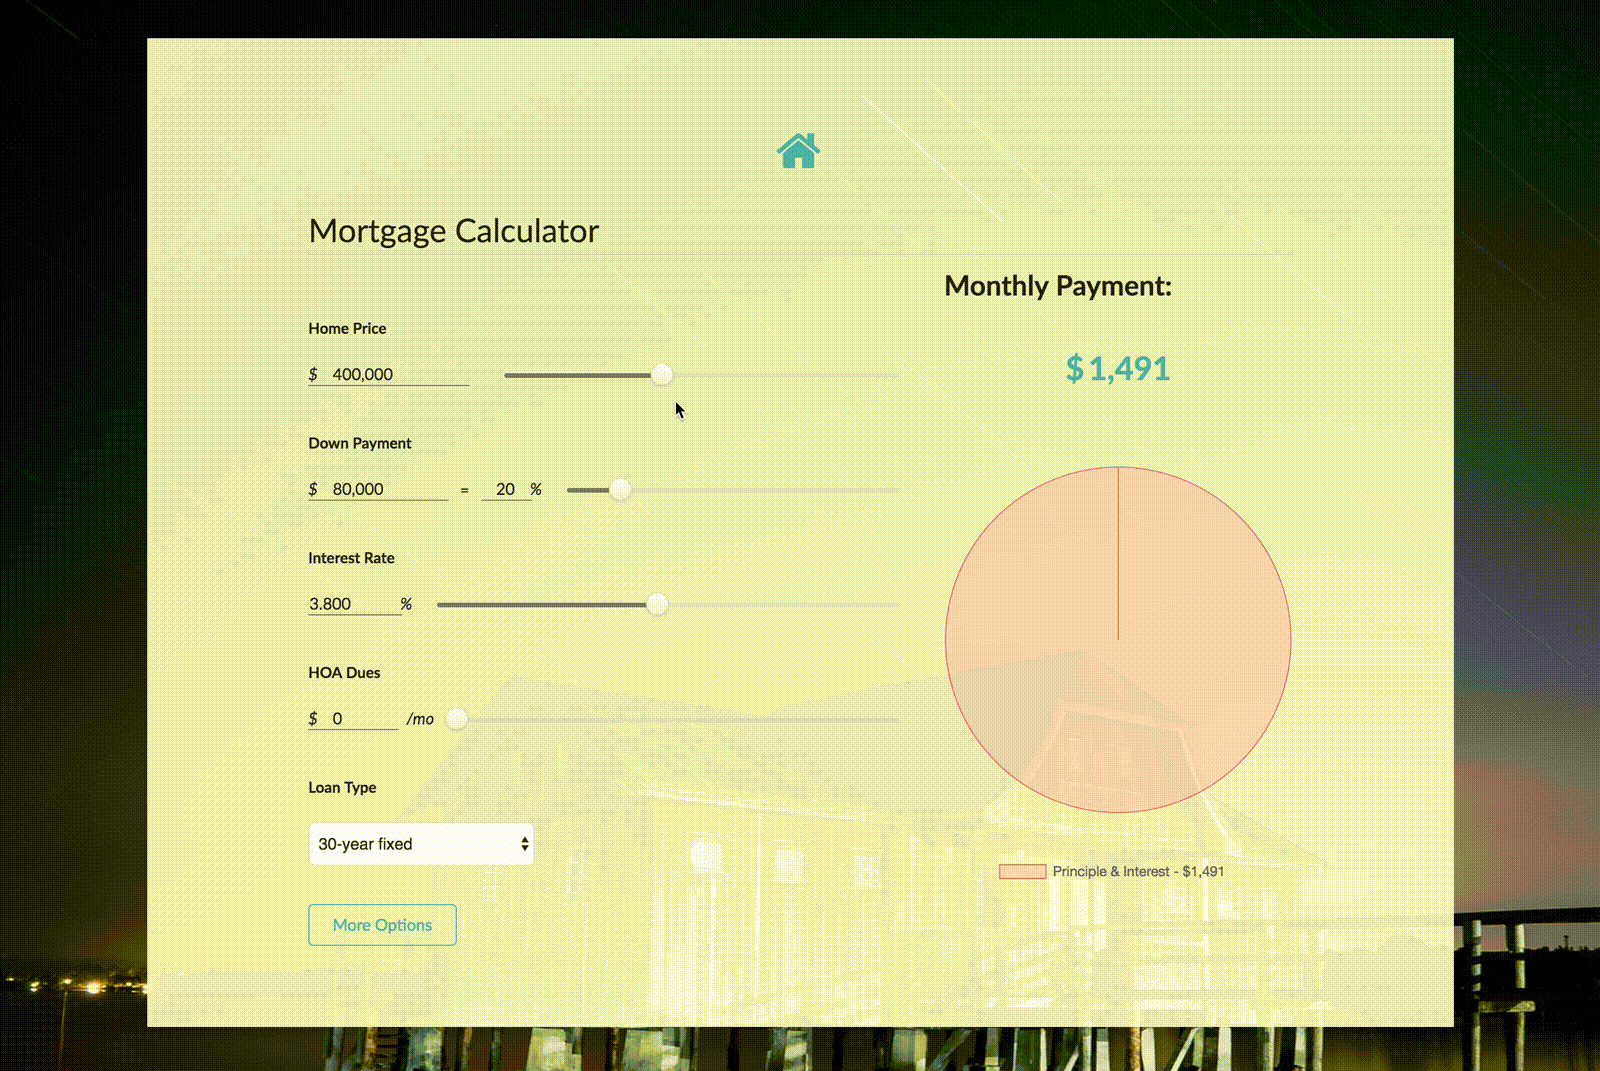 Mortgage Calculator
Monthly Payment:
$ 1,491
Home Price
$ 400,000
Down Payment
$ 80,000 = 20 %
Interest Rate
3.800 %
HOA Dues
$ 0 /mo
Loan Type
30-year fixed
More Options
Principle & Interest - $1,491